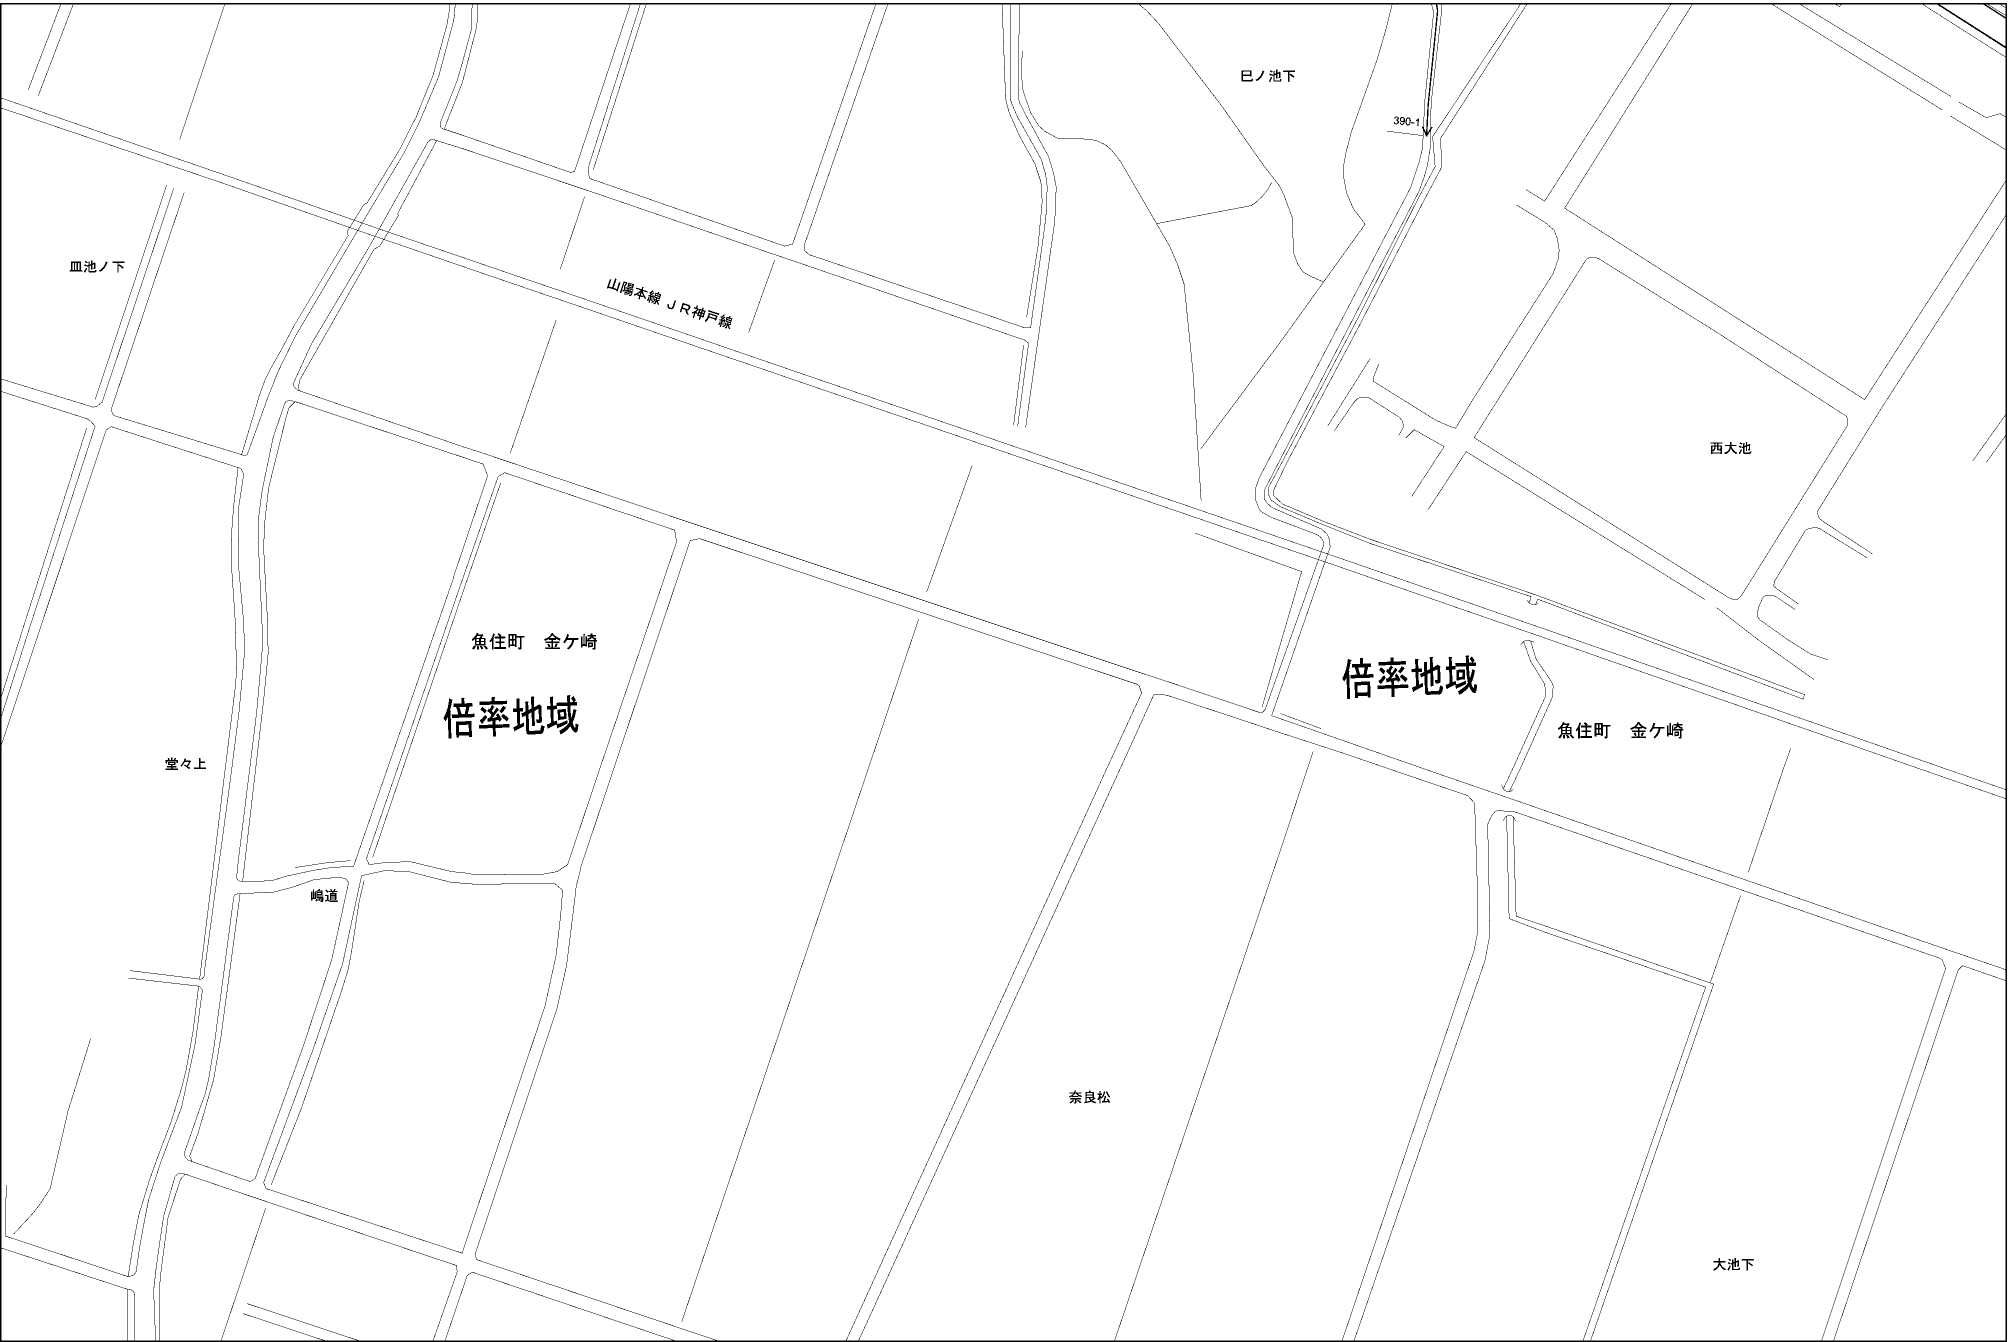 巳ノ池下
390-1
皿池ノ下
山陽本線 ＪＲ神戸線
西大池
魚住町　金ケ崎
倍率地域
倍率地域
魚住町　金ケ崎
堂々上
嶋道
奈良松
大池下